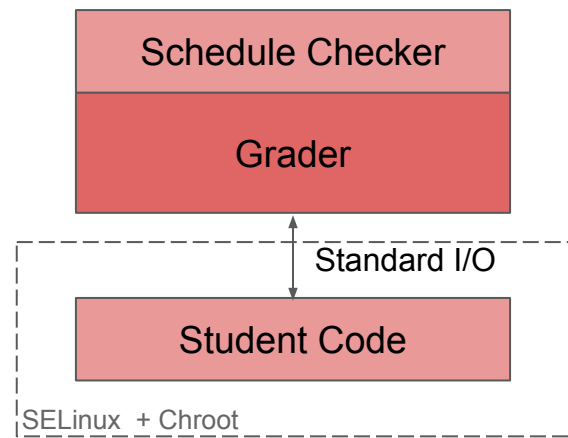 Schedule Checker
Grader
Standard I/O
Student Code
SELinux + Chroot